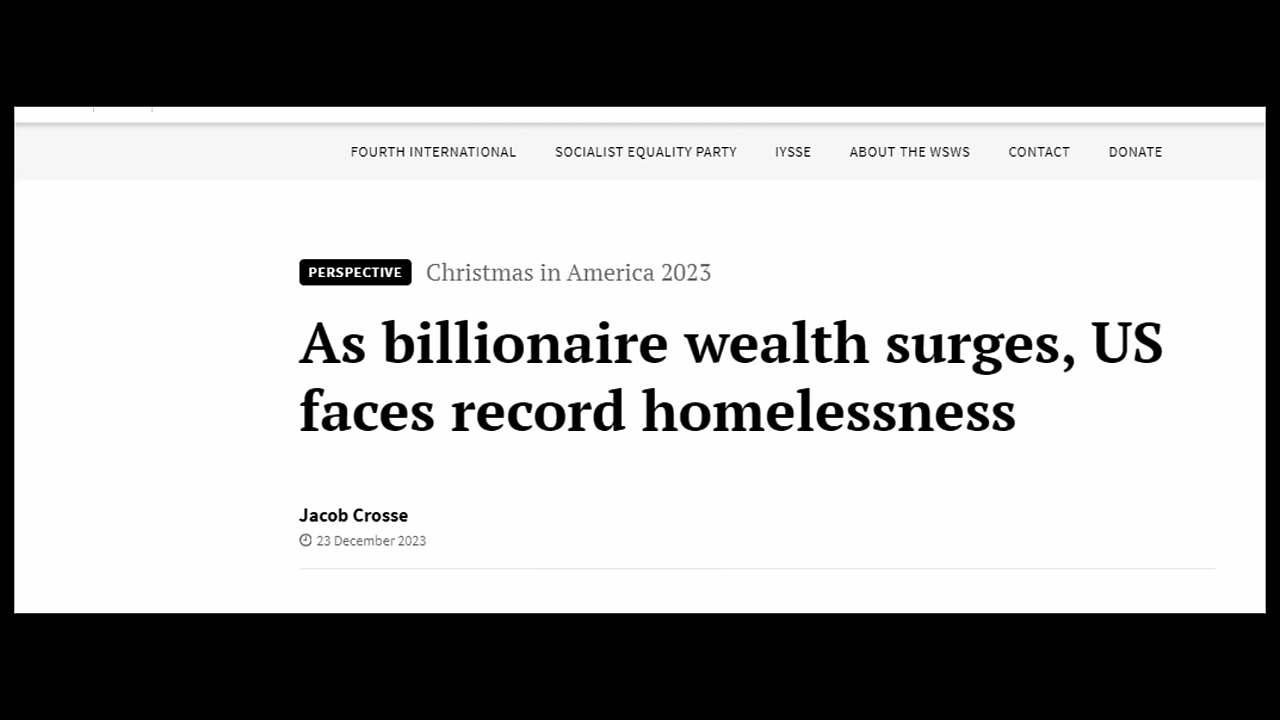 FOURTH INTERNATIONAL SOCIALIST EQUALITY PARTY IYSSE ABOUT THE WSWS CONTACT DONATE
PERSPECTIVE Christmas in America 2023
As billionaire wealth surges, US
faces record homelessness
Jacob Crosse
23 December 2023